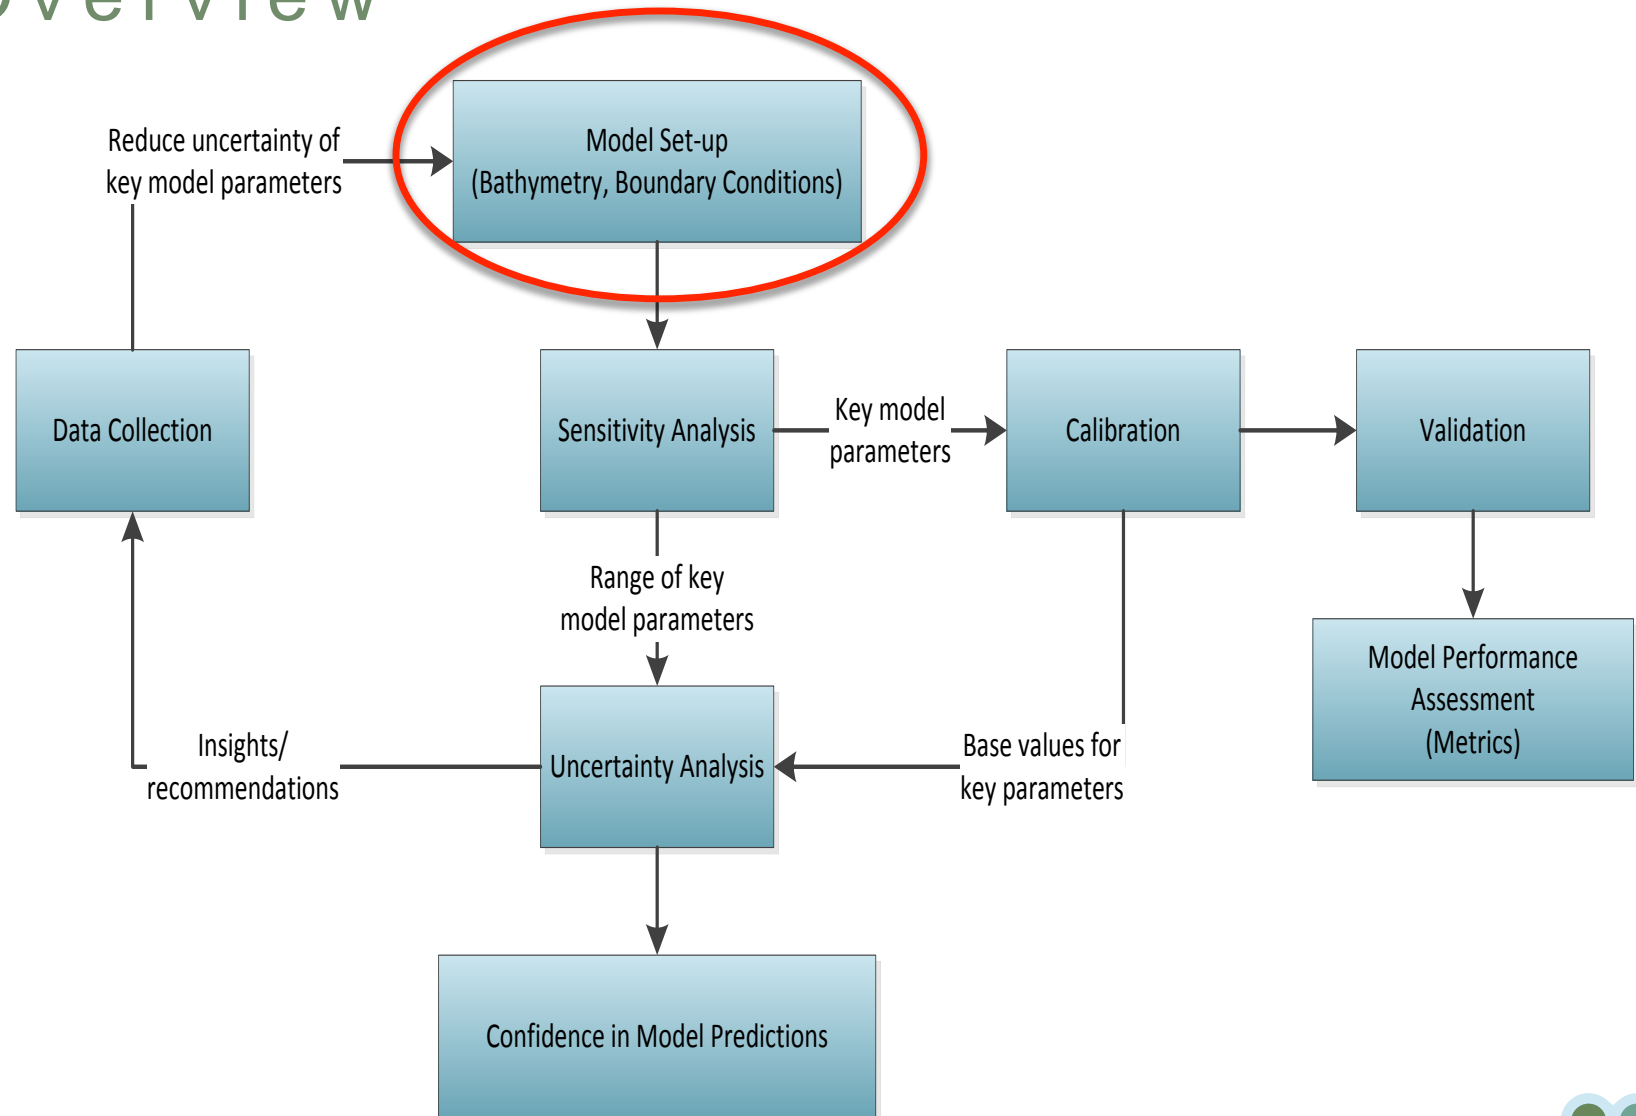 Overview
Reduce uncertainty of
key model parameters
Model Set-up
(Bathymetry, Boundary Conditions)
Data Collection
Sensitivity Analysis
Key model
parameters
Calibration
Validation
Range of key
model parameters
Model Performance
Assessment
(Metrics)
Insights/
recommendations
Uncertainty Analysis
Base values for
key parameters
Confidence in Model Predictions